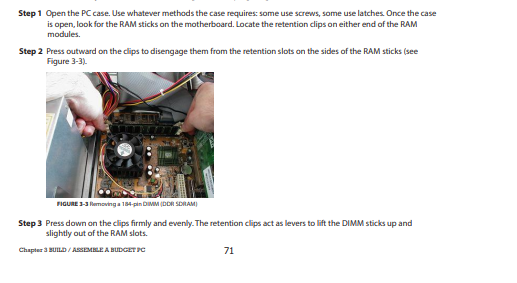 Step 1 Open the PC case. Use whatever methods the case requires: some use screws, some use latches. Once the case
is open, look for the RAM sticks on the motherboard. Locate the retention clips on either end of the RAM
modules.
Step 2 Press outward on the clips to disengage them from the retention slots on the sides of the RAM sticks (see
Figure 3-3).
FIGURE 3-3 Removing a 184-pin DIMM (DDR SDRAM)
Step 3 Press down on the clips firmly and evenly. The retention clips act as levers to lift the DIMM sticks up and
slightly out of the RAM slots.
Chapter 3 BUILD / ASSEMBLE A BUDGET PC 71